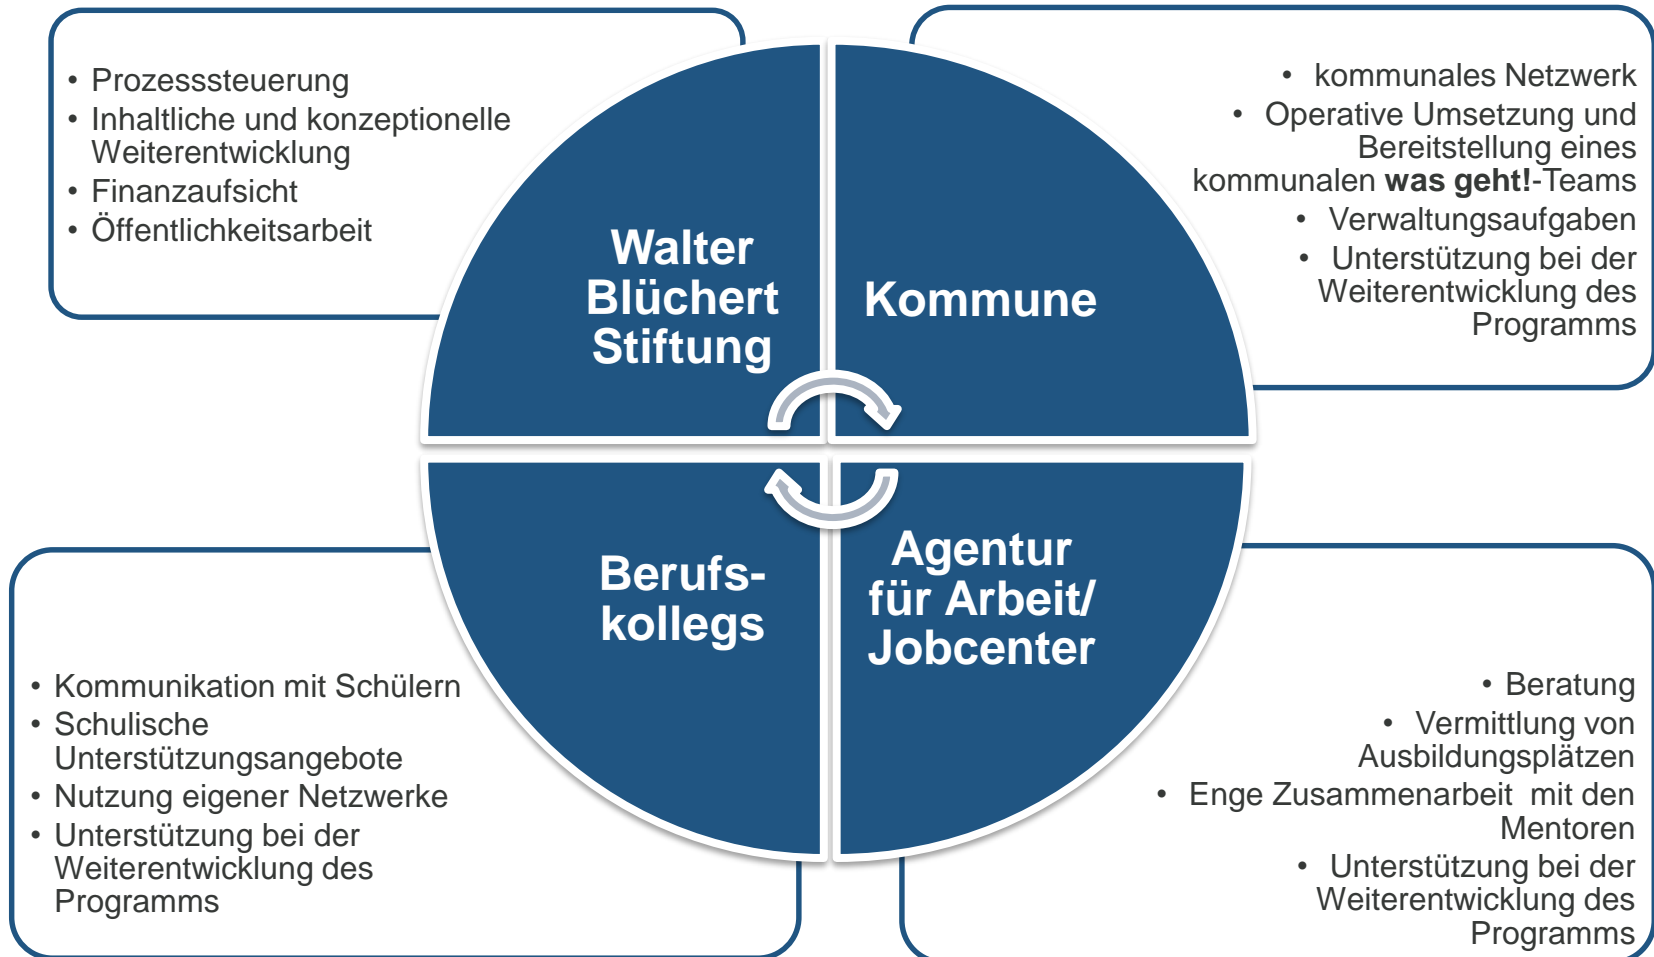 • Prozesssteuerung
• Inhaltliche und konzeptionelle
Weiterentwicklung
• Finanzaufsicht
• Öffentlichkeitsarbeit
• kommunales Netzwerk
• Operative Umsetzung und
Bereitstellung eines
kommunalen was geht!-Teams
• Verwaltungsaufgaben
• Unterstützung bei der
Weiterentwicklung des
Programms
Walter
Blüchert
Stiftung
Kommune
Berufs-
kollegs
Agentur
für Arbeit/
Jobcenter
• Kommunikation mit Schülern
• Schulische
Unterstützungsangebote
• Nutzung eigener Netzwerke
• Unterstützung bei der
Weiterentwicklung des
Programms
• Beratung
• Vermittlung von
Ausbildungsplätzen
• Enge Zusammenarbeit mit den
Mentoren
• Unterstützung bei der
Weiterentwicklung des
Programms